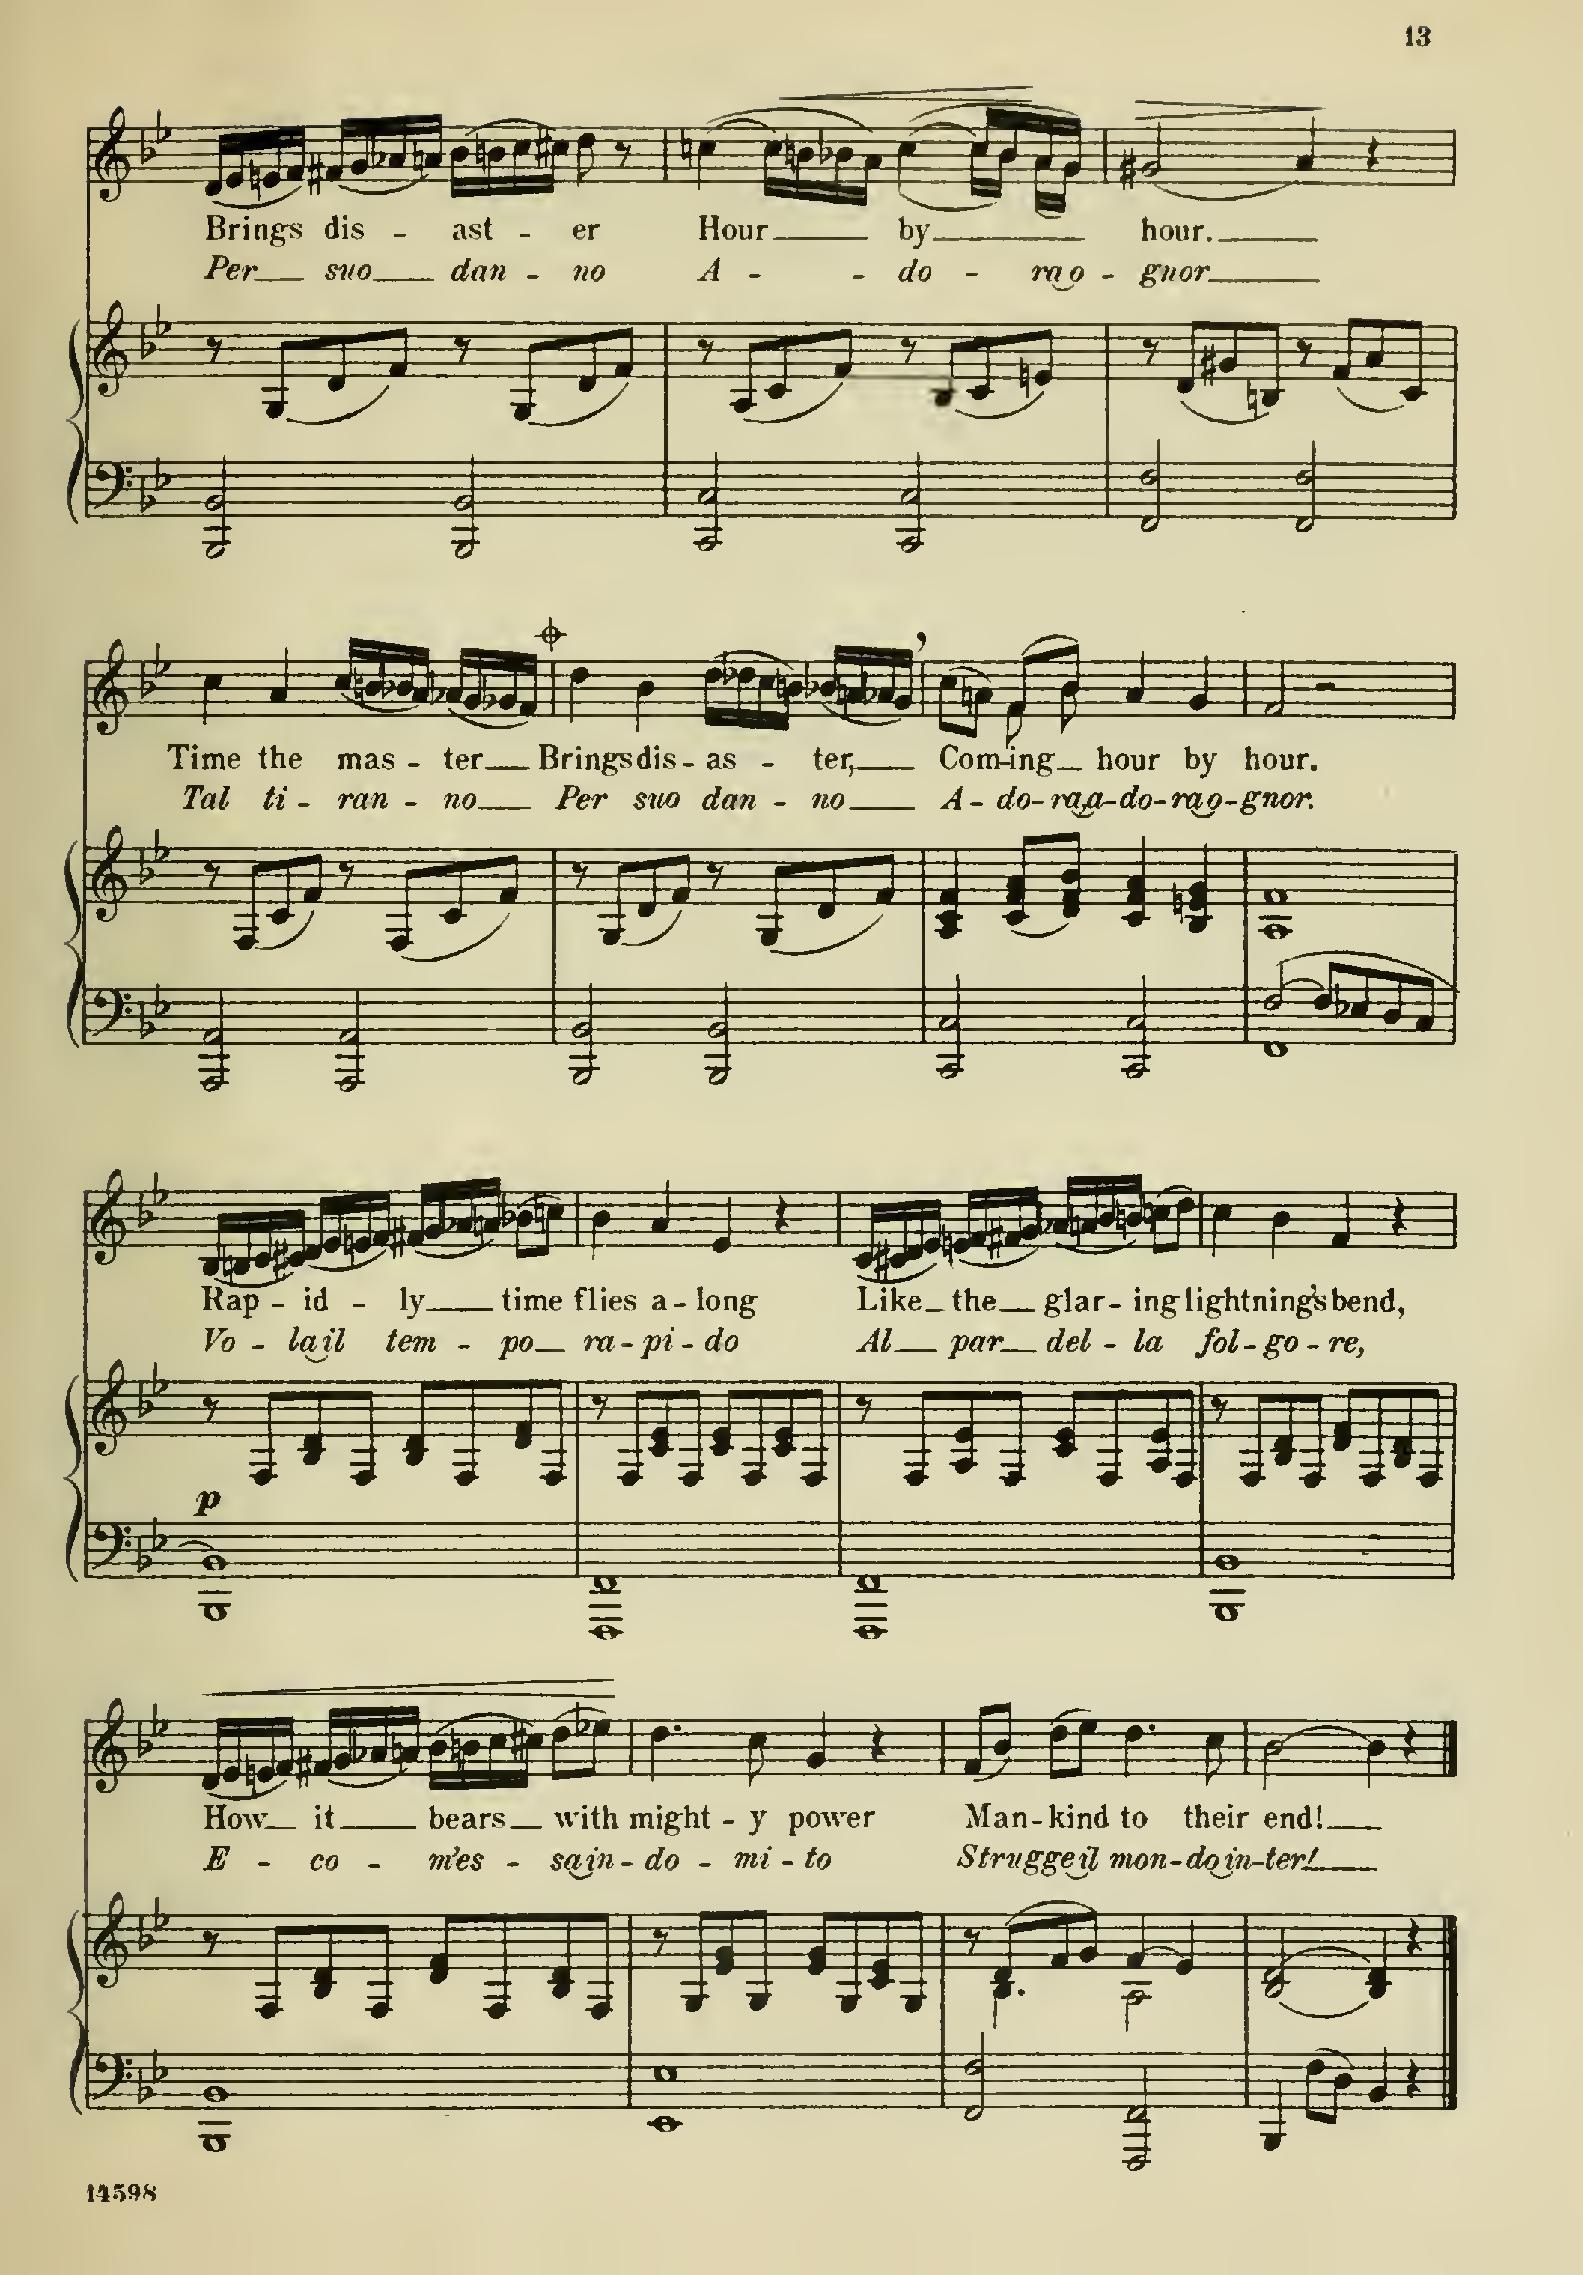 13
Brings dis - ast - er Hour by hour.
Per suo dan - no A - - do - ra o - gnor
Time the mas - ter Brings dis - as - ter, Com-ing hour by hour.
Tal ti - ran - no Per suo dan - no A - do - ra, a - do - ra o - gnor.
Rap - id - ly time flies a - long Like the glar - ing lightning's bend,
Vo - la il tem - po ra - pi - do Al par del - la fol - go - re,
p
How it bears with might - y power Man - kind to their end!
E - co - m'es - sa in - do - mi - to Strugge il mon - do in - ter!
14598